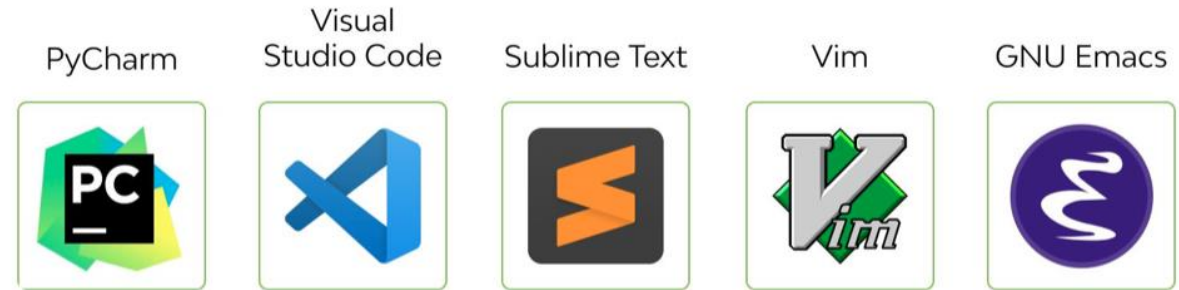 PyCharm
Visual
Studio Code
Sublime Text
Vim
GNU Emacs
PC
Vim